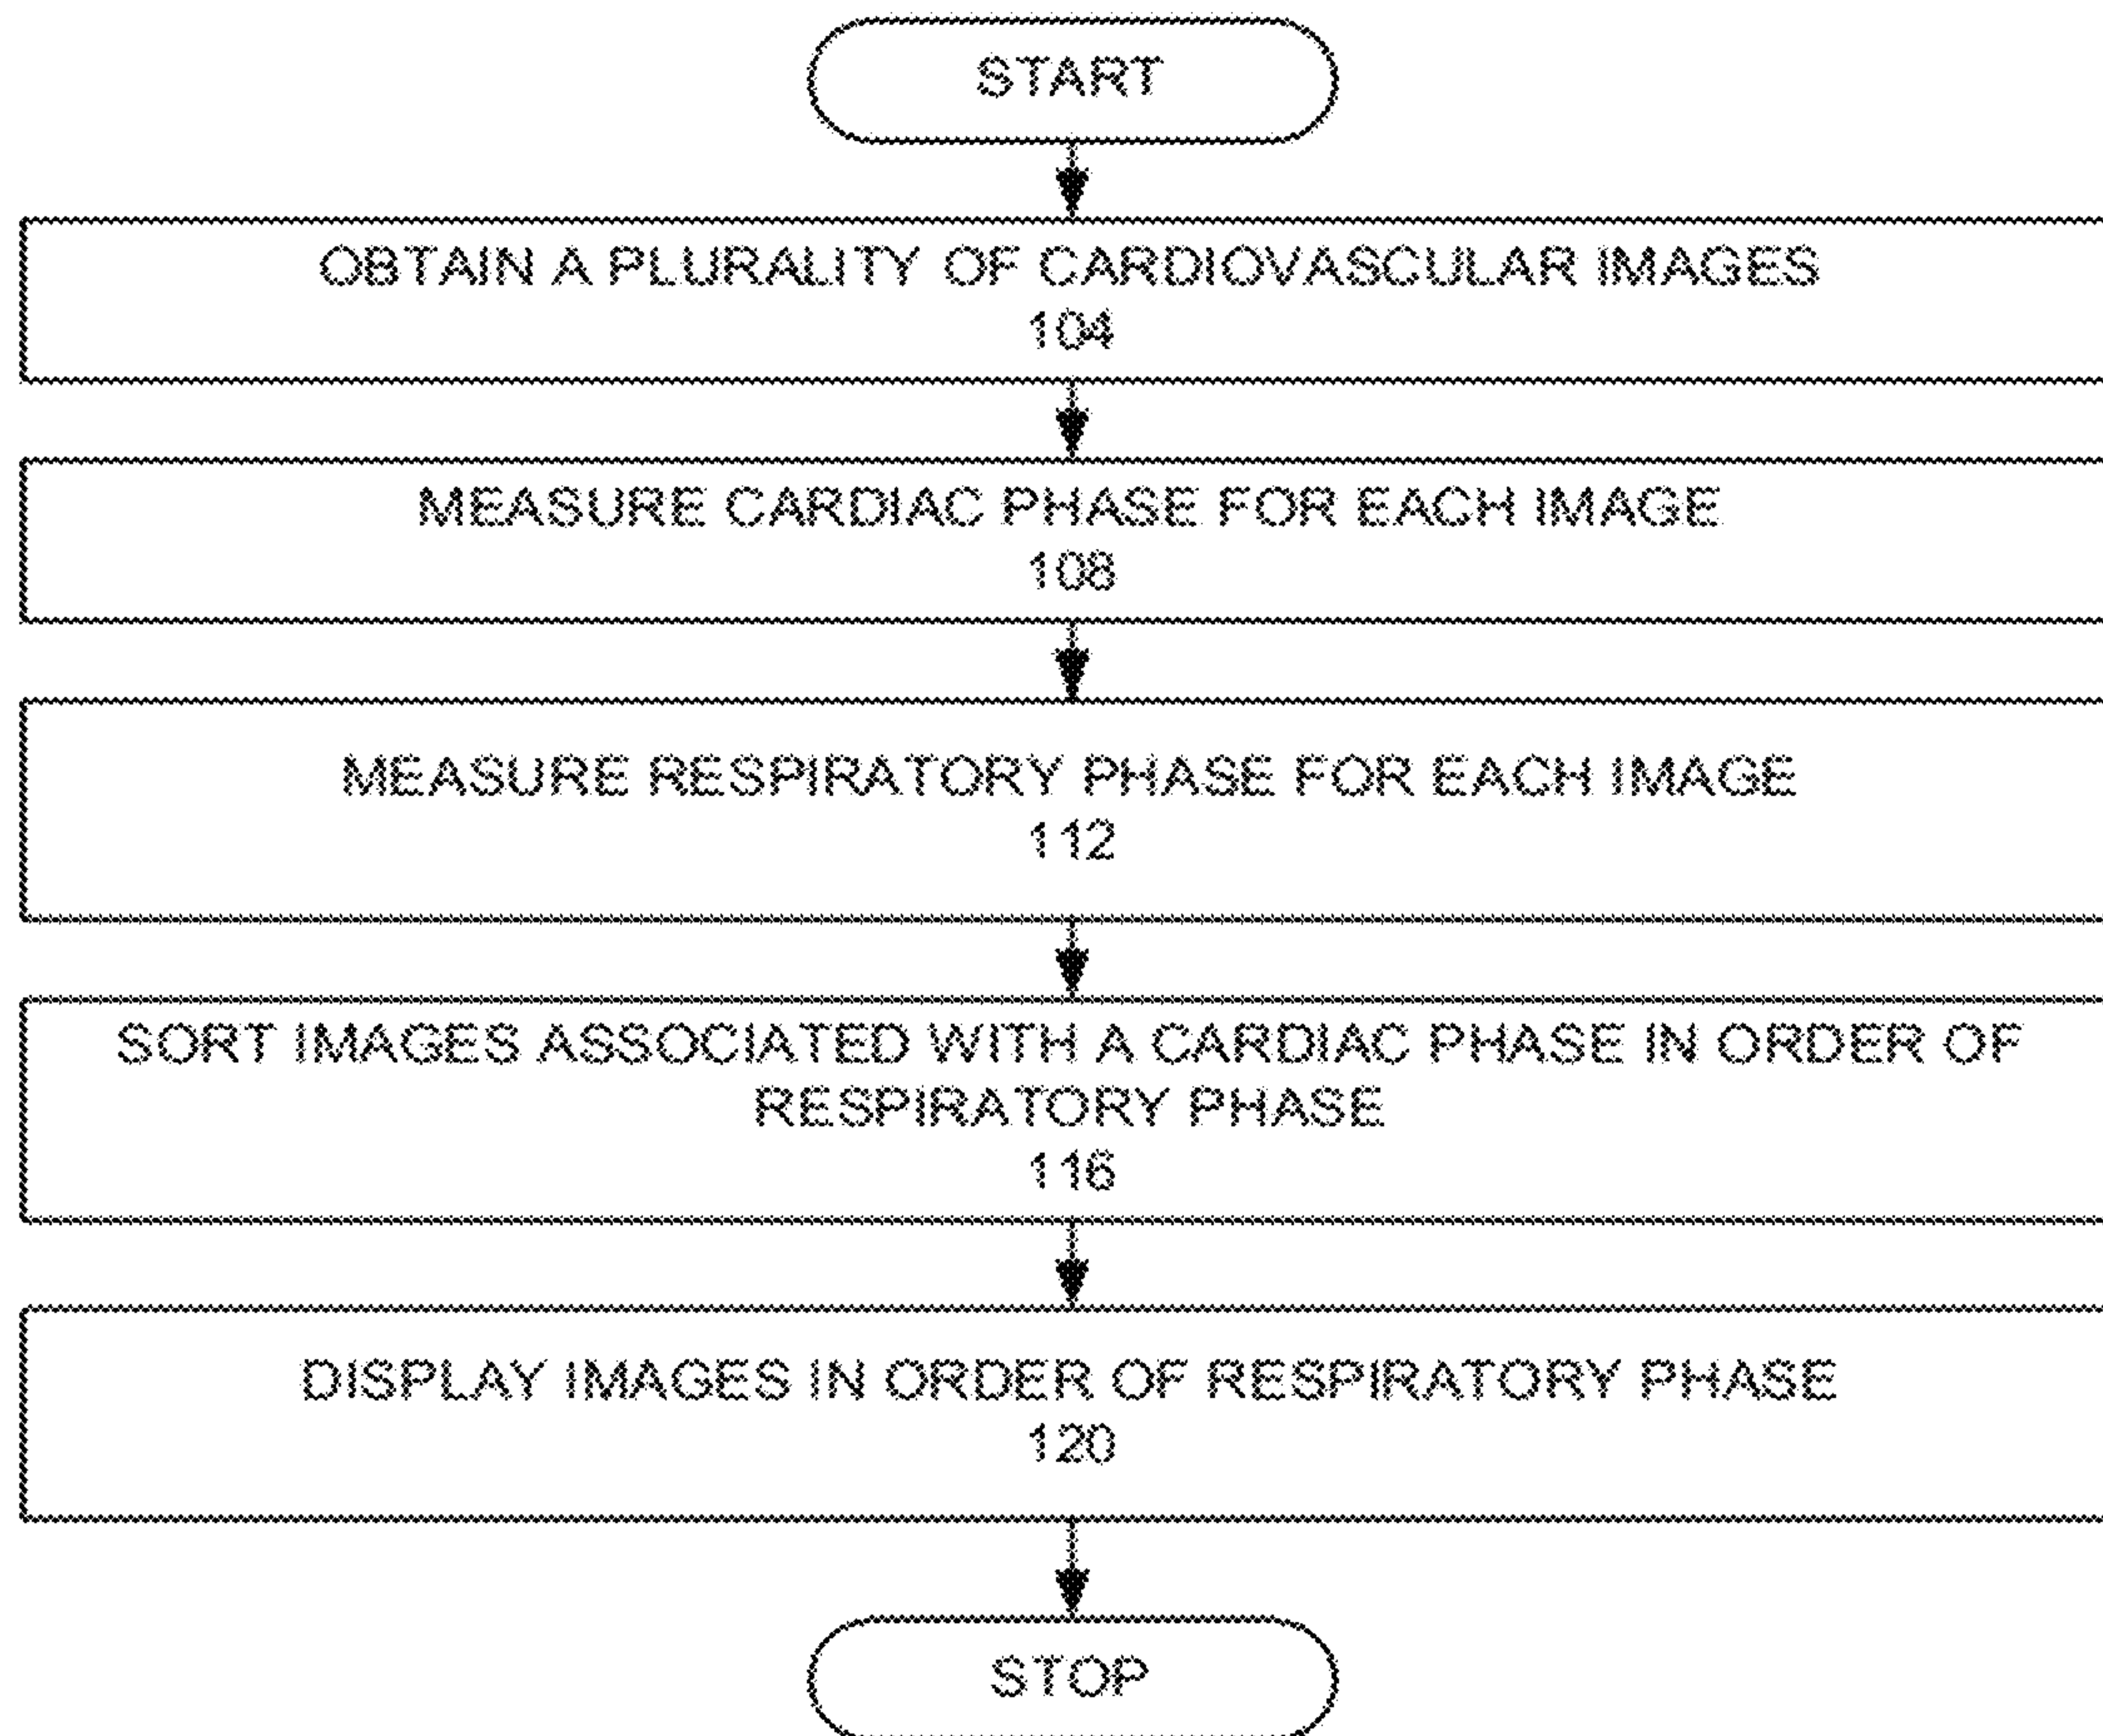 START
OBTAIN A PLURALITY OF CARDIOVASCULAR IMAGES
104
MEASURE CARDIAC PHASE FOR EACH IMAGE
108
MEASURE RESPIRATORY PHASE FOR EACH IMAGE
112
SORT IMAGES ASSOCIATED WITH A CARDIAC PHASE IN ORDER OF
RESPIRATORY PHASE
116
DISPLAY IMAGES IN ORDER OF RESPIRATORY PHASE
120
STOP